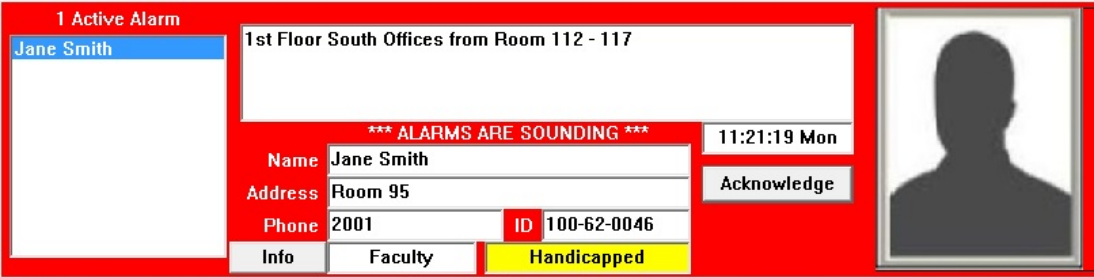 1 Active Alarm
Jane Smith
1st Floor South Offices from Room 112 - 117
*** ALARMS ARE SOUNDING ***
11:21:19 Mon
Name Jane Smith
Address Room 95
Acknowledge
Phone 2001 ID 100-62-0046
Info Faculty Handicapped